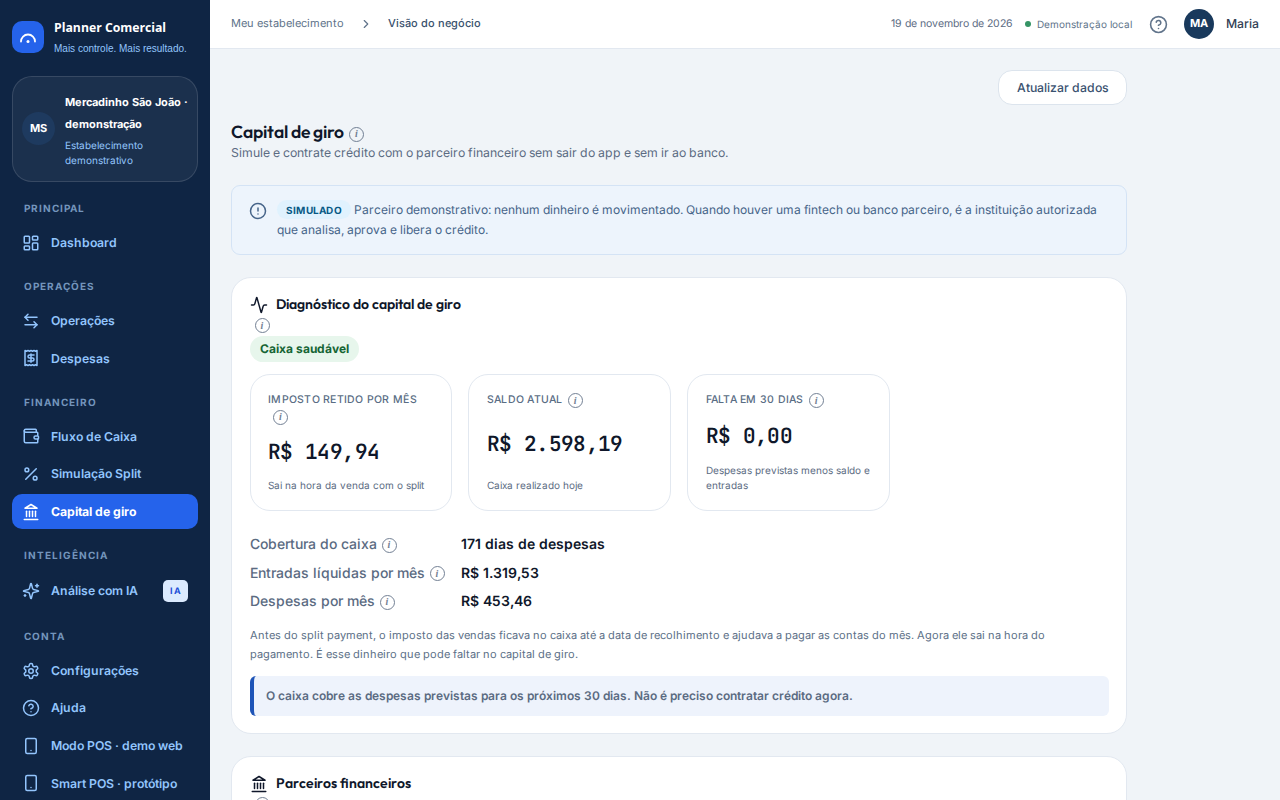 Planner Comercial
Mais controle. Mais resultado.
MS
Mercadinho São João ·
demonstração
Estabelecimento
demonstrativo
PRINCIPAL
Dashboard
OPERAÇÕES
Operações
Despesas
FINANCEIRO
Fluxo de Caixa
Simulação Split
Capital de giro
INTELIGÊNCIA
Análise com IA
IA
CONTA
Configurações
Ajuda
Modo POS · demo web
Smart POS · protótipo
Meu estabelecimento
Visão do negócio
19 de novembro de 2026
Demonstração local
MA
Maria
Atualizar dados
Capital de giro
Simule e contrate crédito com o parceiro financeiro sem sair do app e sem ir ao banco.
SIMULADO Parceiro demonstrativo: nenhum dinheiro é movimentado. Quando houver uma fintech ou banco parceiro, é a instituição autorizada
que analisa, aprova e libera o crédito.
Diagnóstico do capital de giro
Caixa saudável
IMPOSTO RETIDO POR MÊS
R$ 149,94
Sai na hora da venda com o split
SALDO ATUAL
R$ 2.598,19
Caixa realizado hoje
FALTA EM 30 DIAS
R$ 0,00
Despesas previstas menos saldo e
entradas
Cobertura do caixa 171 dias de despesas
Entradas líquidas por mês R$ 1.319,53
Despesas por mês R$ 453,46
Antes do split payment, o imposto das vendas ficava no caixa até a data de recolhimento e ajudava a pagar as contas do mês. Agora ele sai na hora do
pagamento. É esse dinheiro que pode faltar no capital de giro.
O caixa cobre as despesas previstas para os próximos 30 dias. Não é preciso contratar crédito agora.
Parceiros financeiros